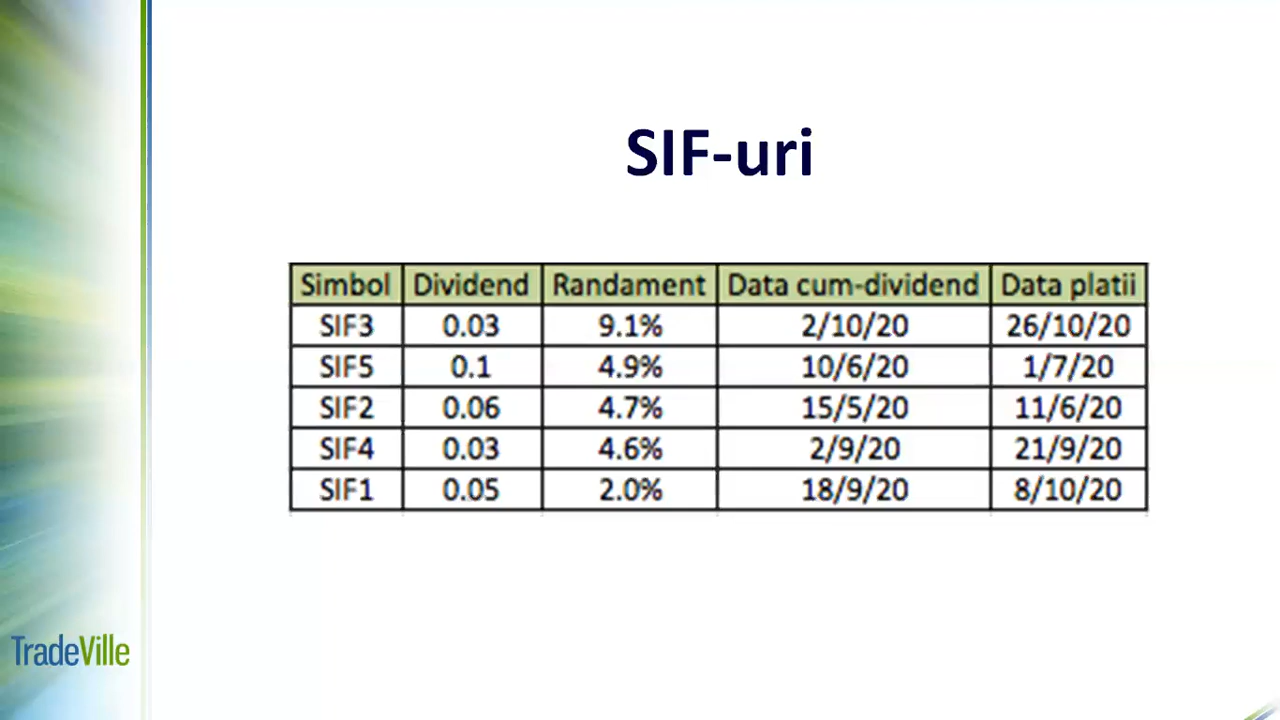 SIF-uri
Simbol Dividend Randament Data cum-dividend Data platii
SIF3 0.03 9.1% 2/10/20 26/10/20
SIF5 0.1 4.9% 10/6/20 1/7/20
SIF2 0.06 4.7% 15/5/20 11/6/20
SIF4 0.03 4.6% 2/9/20 21/9/20
SIF1 0.05 2.0% 18/9/20 8/10/20
TradeVille